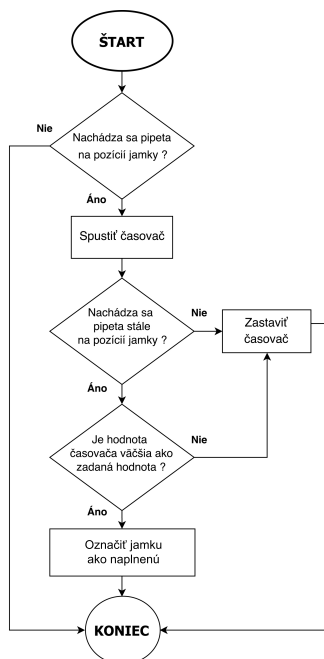 ŠTART
Nie
Nachádza sa pipeta
na pozícií jamky ?
Áno
Spustiť časovač
Nachádza sa
pipeta stále
na pozícií jamky ?
Nie
Zastaviť
časovač
Áno
Je hodnota
časovača väčšia ako
zadaná hodnota ?
Nie
Áno
Označiť jamku
ako naplnenú
KONIEC